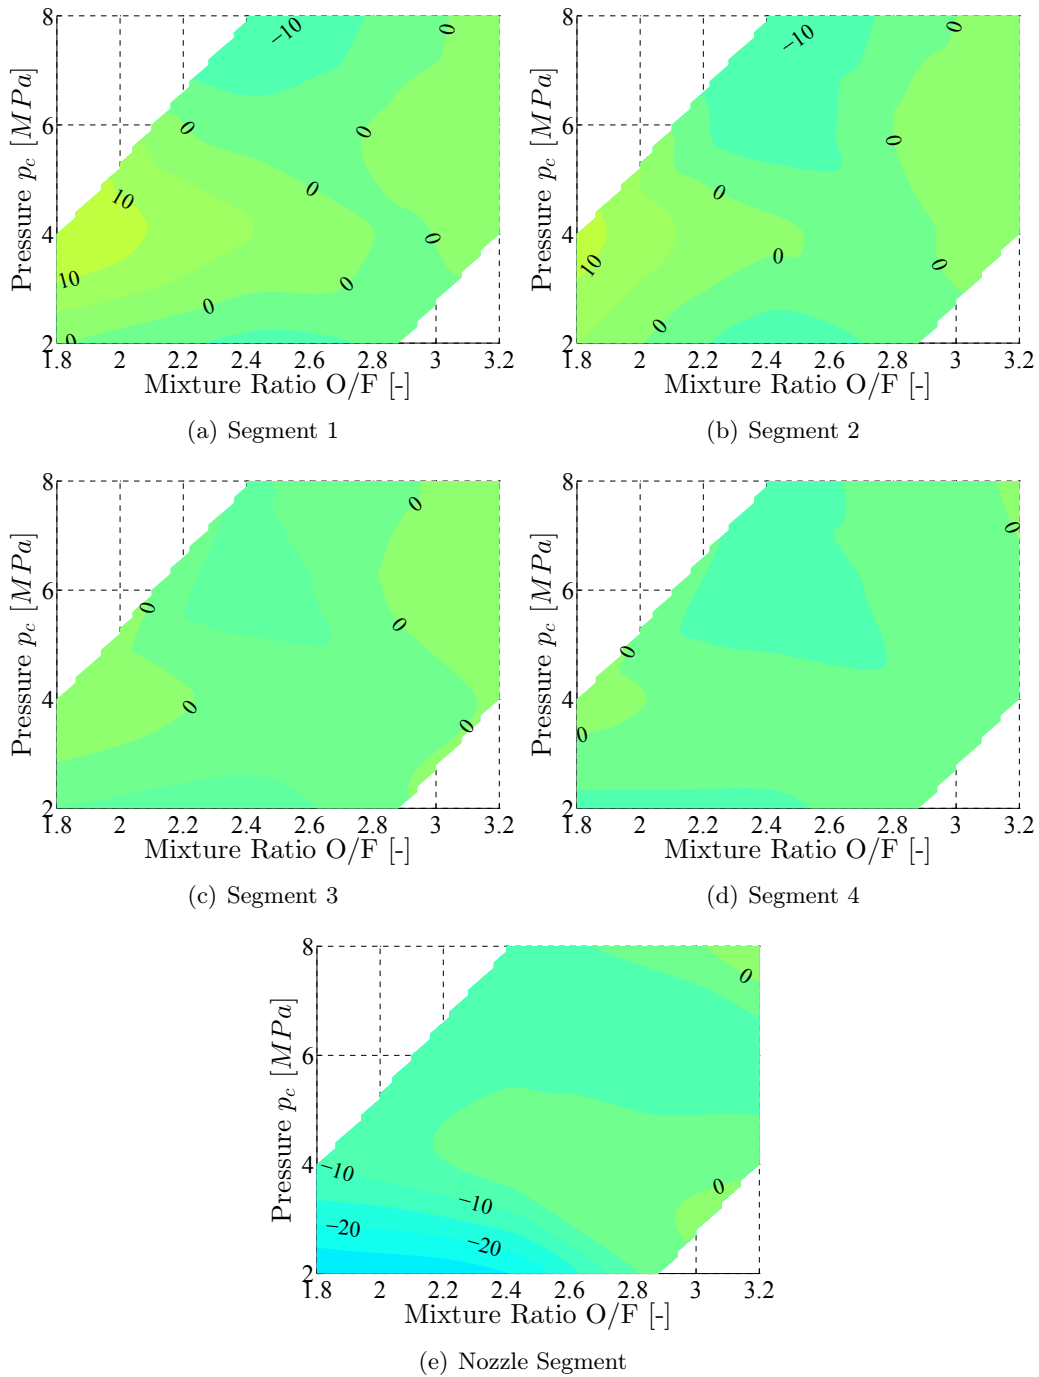 8
6
4
2
Pressure p_c [MPa]
−10
0
0
0
0
10
0
10
0
0
0
1.8 2 2.2 2.4 2.6 2.8 3 3.2
Mixture Ratio O/F [-]
(a) Segment 1
8
6
4
2
Pressure p_c [MPa]
−10
0
0
0
0
10
0
0
1.8 2 2.2 2.4 2.6 2.8 3 3.2
Mixture Ratio O/F [-]
(b) Segment 2
8
6
4
2
Pressure p_c [MPa]
0
0
0
0
0
1.8 2 2.2 2.4 2.6 2.8 3 3.2
Mixture Ratio O/F [-]
(c) Segment 3
8
6
4
2
Pressure p_c [MPa]
0
0
0
1.8 2 2.2 2.4 2.6 2.8 3 3.2
Mixture Ratio O/F [-]
(d) Segment 4
8
6
4
2
Pressure p_c [MPa]
0
−10
−10
0
−20
−20
1.8 2 2.2 2.4 2.6 2.8 3 3.2
Mixture Ratio O/F [-]
(e) Nozzle Segment